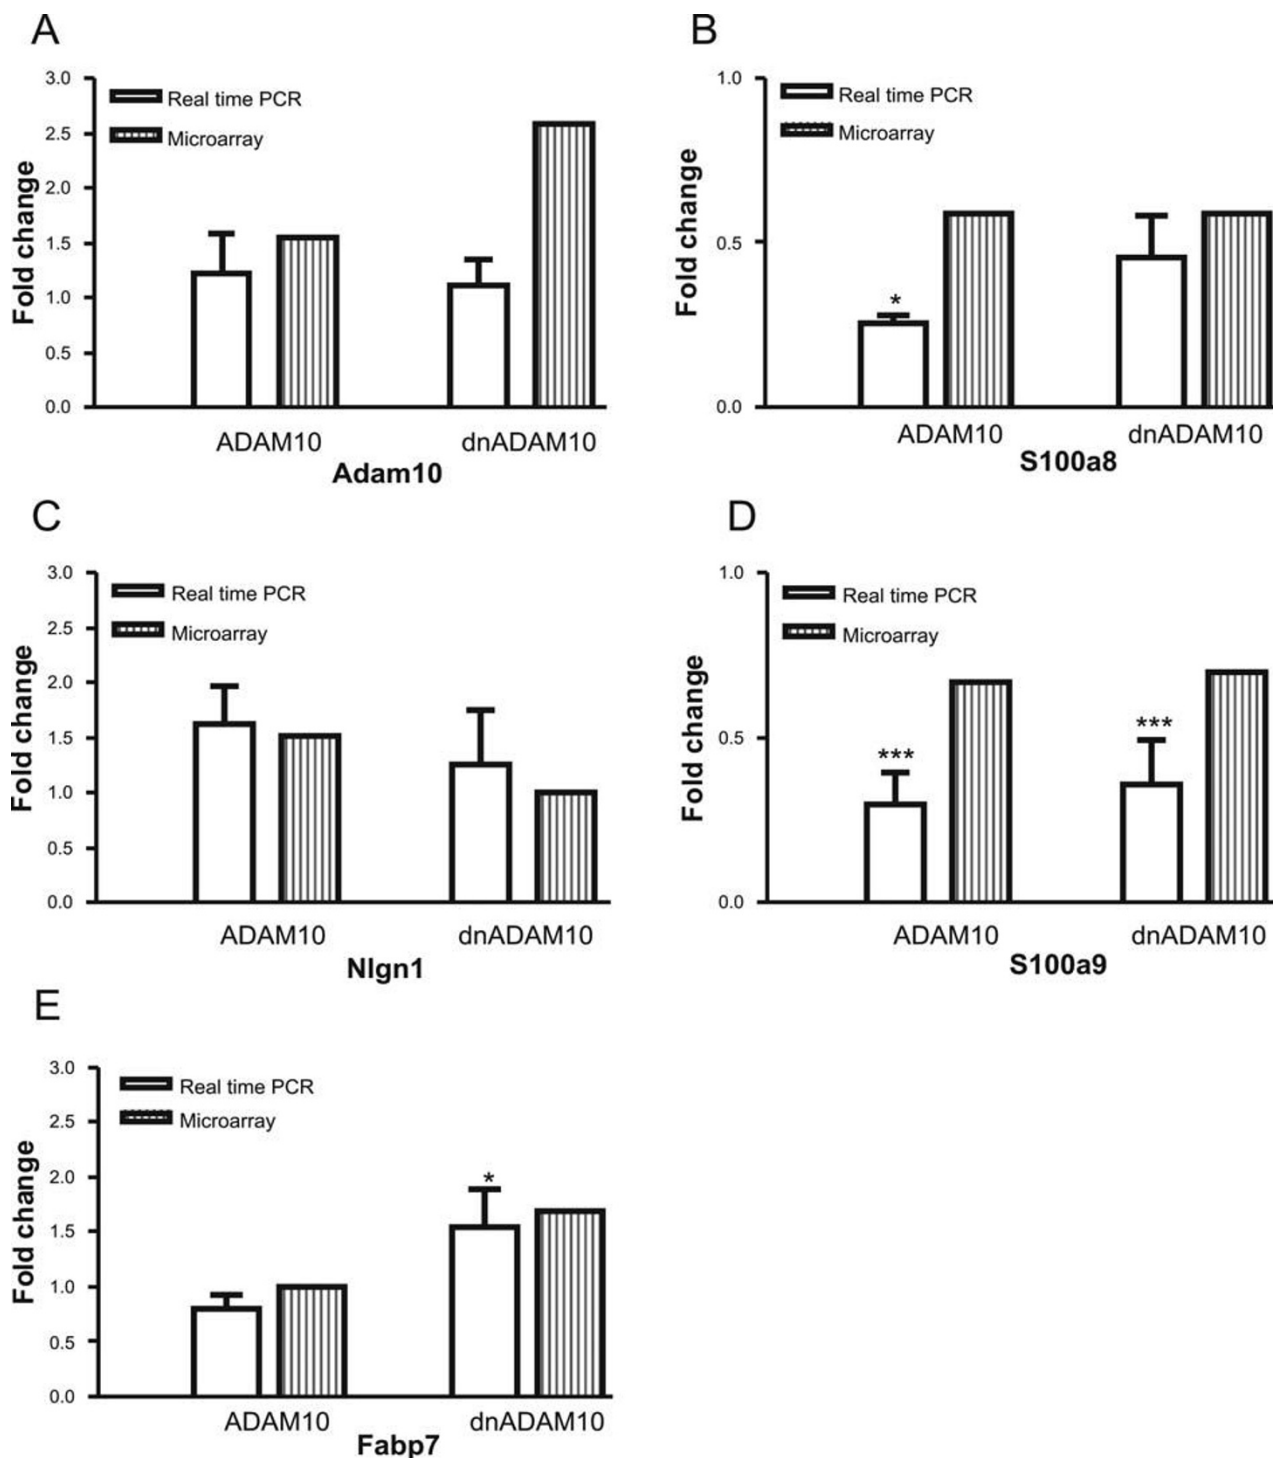 A
3.0
2.5
2.0
1.5
1.0
0.5
0.0
Fold change
Real time PCR
Microarray
ADAM10 dnADAM10
Adam10
B
1.0
0.5
0.0
Fold change
Real time PCR
Microarray
*
ADAM10 dnADAM10
S100a8
C
3.0
2.5
2.0
1.5
1.0
0.5
0.0
Fold change
Real time PCR
Microarray
ADAM10 dnADAM10
Nlgn1
D
1.0
0.5
0.0
Fold change
Real time PCR
Microarray
***
***
ADAM10 dnADAM10
S100a9
E
3.0
2.5
2.0
1.5
1.0
0.5
0.0
Fold change
Real time PCR
Microarray
*
ADAM10 dnADAM10
Fabp7